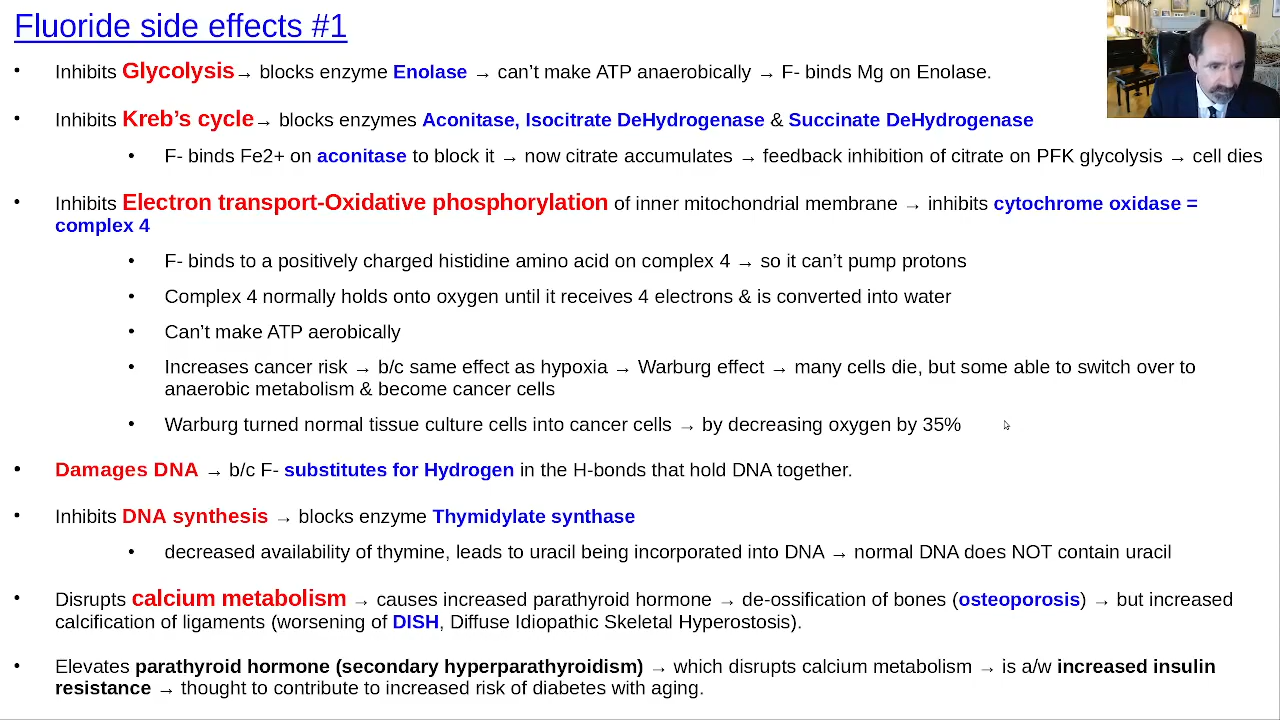 Fluoride side effects #1
• Inhibits Glycolysis→ blocks enzyme Enolase → can't make ATP anaerobically → F- binds Mg on Enolase.
• Inhibits Kreb's cycle→ blocks enzymes Aconitase, Isocitrate DeHydrogenase & Succinate DeHydrogenase
• F- binds Fe2+ on aconitase to block it → now citrate accumulates → feedback inhibition of citrate on PFK glycolysis → cell dies
• Inhibits Electron transport-Oxidative phosphorylation of inner mitochondrial membrane → inhibits cytochrome oxidase =
complex 4
• F- binds to a positively charged histidine amino acid on complex 4 → so it can't pump protons
• Complex 4 normally holds onto oxygen until it receives 4 electrons & is converted into water
• Can't make ATP aerobically
• Increases cancer risk → b/c same effect as hypoxia → Warburg effect → many cells die, but some able to switch over to
anaerobic metabolism & become cancer cells
• Warburg turned normal tissue culture cells into cancer cells → by decreasing oxygen by 35%
• Damages DNA → b/c F- substitutes for Hydrogen in the H-bonds that hold DNA together.
• Inhibits DNA synthesis → blocks enzyme Thymidylate synthase
• decreased availability of thymine, leads to uracil being incorporated into DNA → normal DNA does NOT contain uracil
• Disrupts calcium metabolism → causes increased parathyroid hormone → de-ossification of bones (osteoporosis) → but increased
calcification of ligaments (worsening of DISH, Diffuse Idiopathic Skeletal Hyperostosis).
• Elevates parathyroid hormone (secondary hyperparathyroidism) → which disrupts calcium metabolism → is a/w increased insulin
resistance → thought to contribute to increased risk of diabetes with aging.